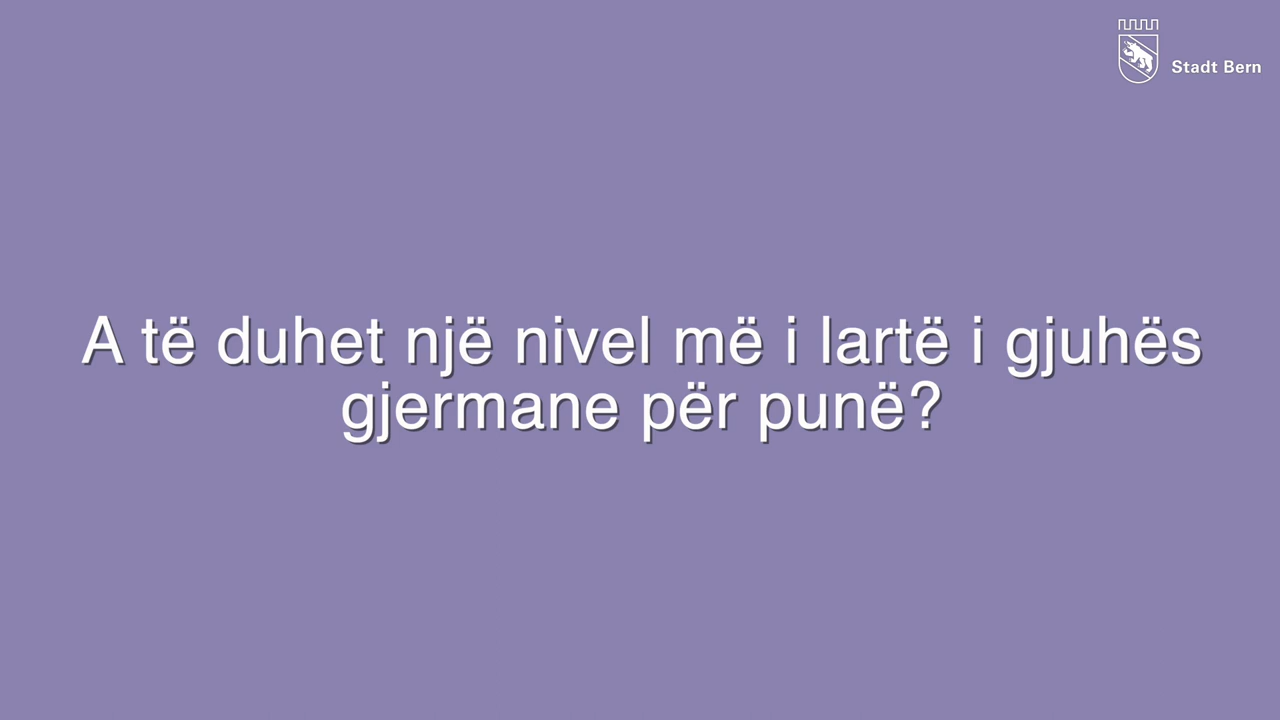 Stadt Bern
A të duhet një nivel më i lartë i gjuhës
gjermane për punë?